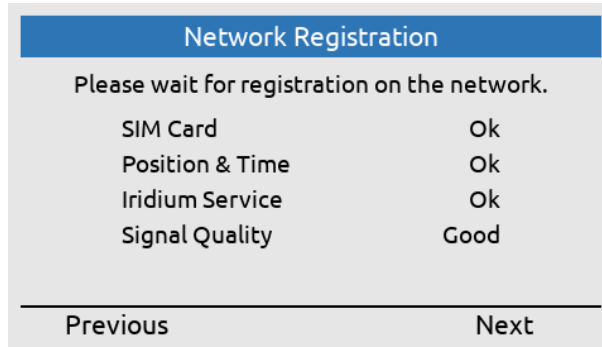 Network Registration
Please wait for registration on the network.
SIM Card Ok
Position & Time Ok
Iridium Service Ok
Signal Quality Good
Previous Next